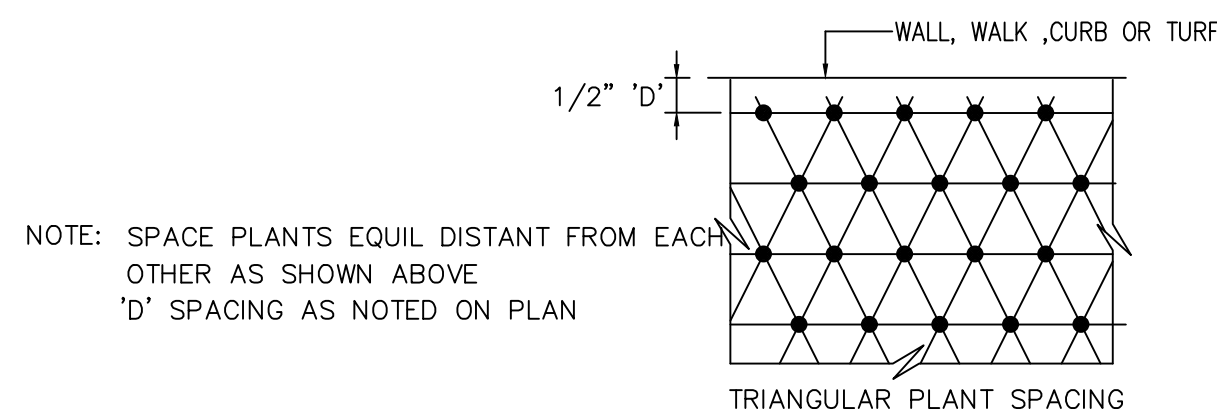 WALL, WALK ,CURB OR TURF
1/2" 'D'
NOTE: SPACE PLANTS EQUIL DISTANT FROM EACH
OTHER AS SHOWN ABOVE
'D' SPACING AS NOTED ON PLAN
TRIANGULAR PLANT SPACING